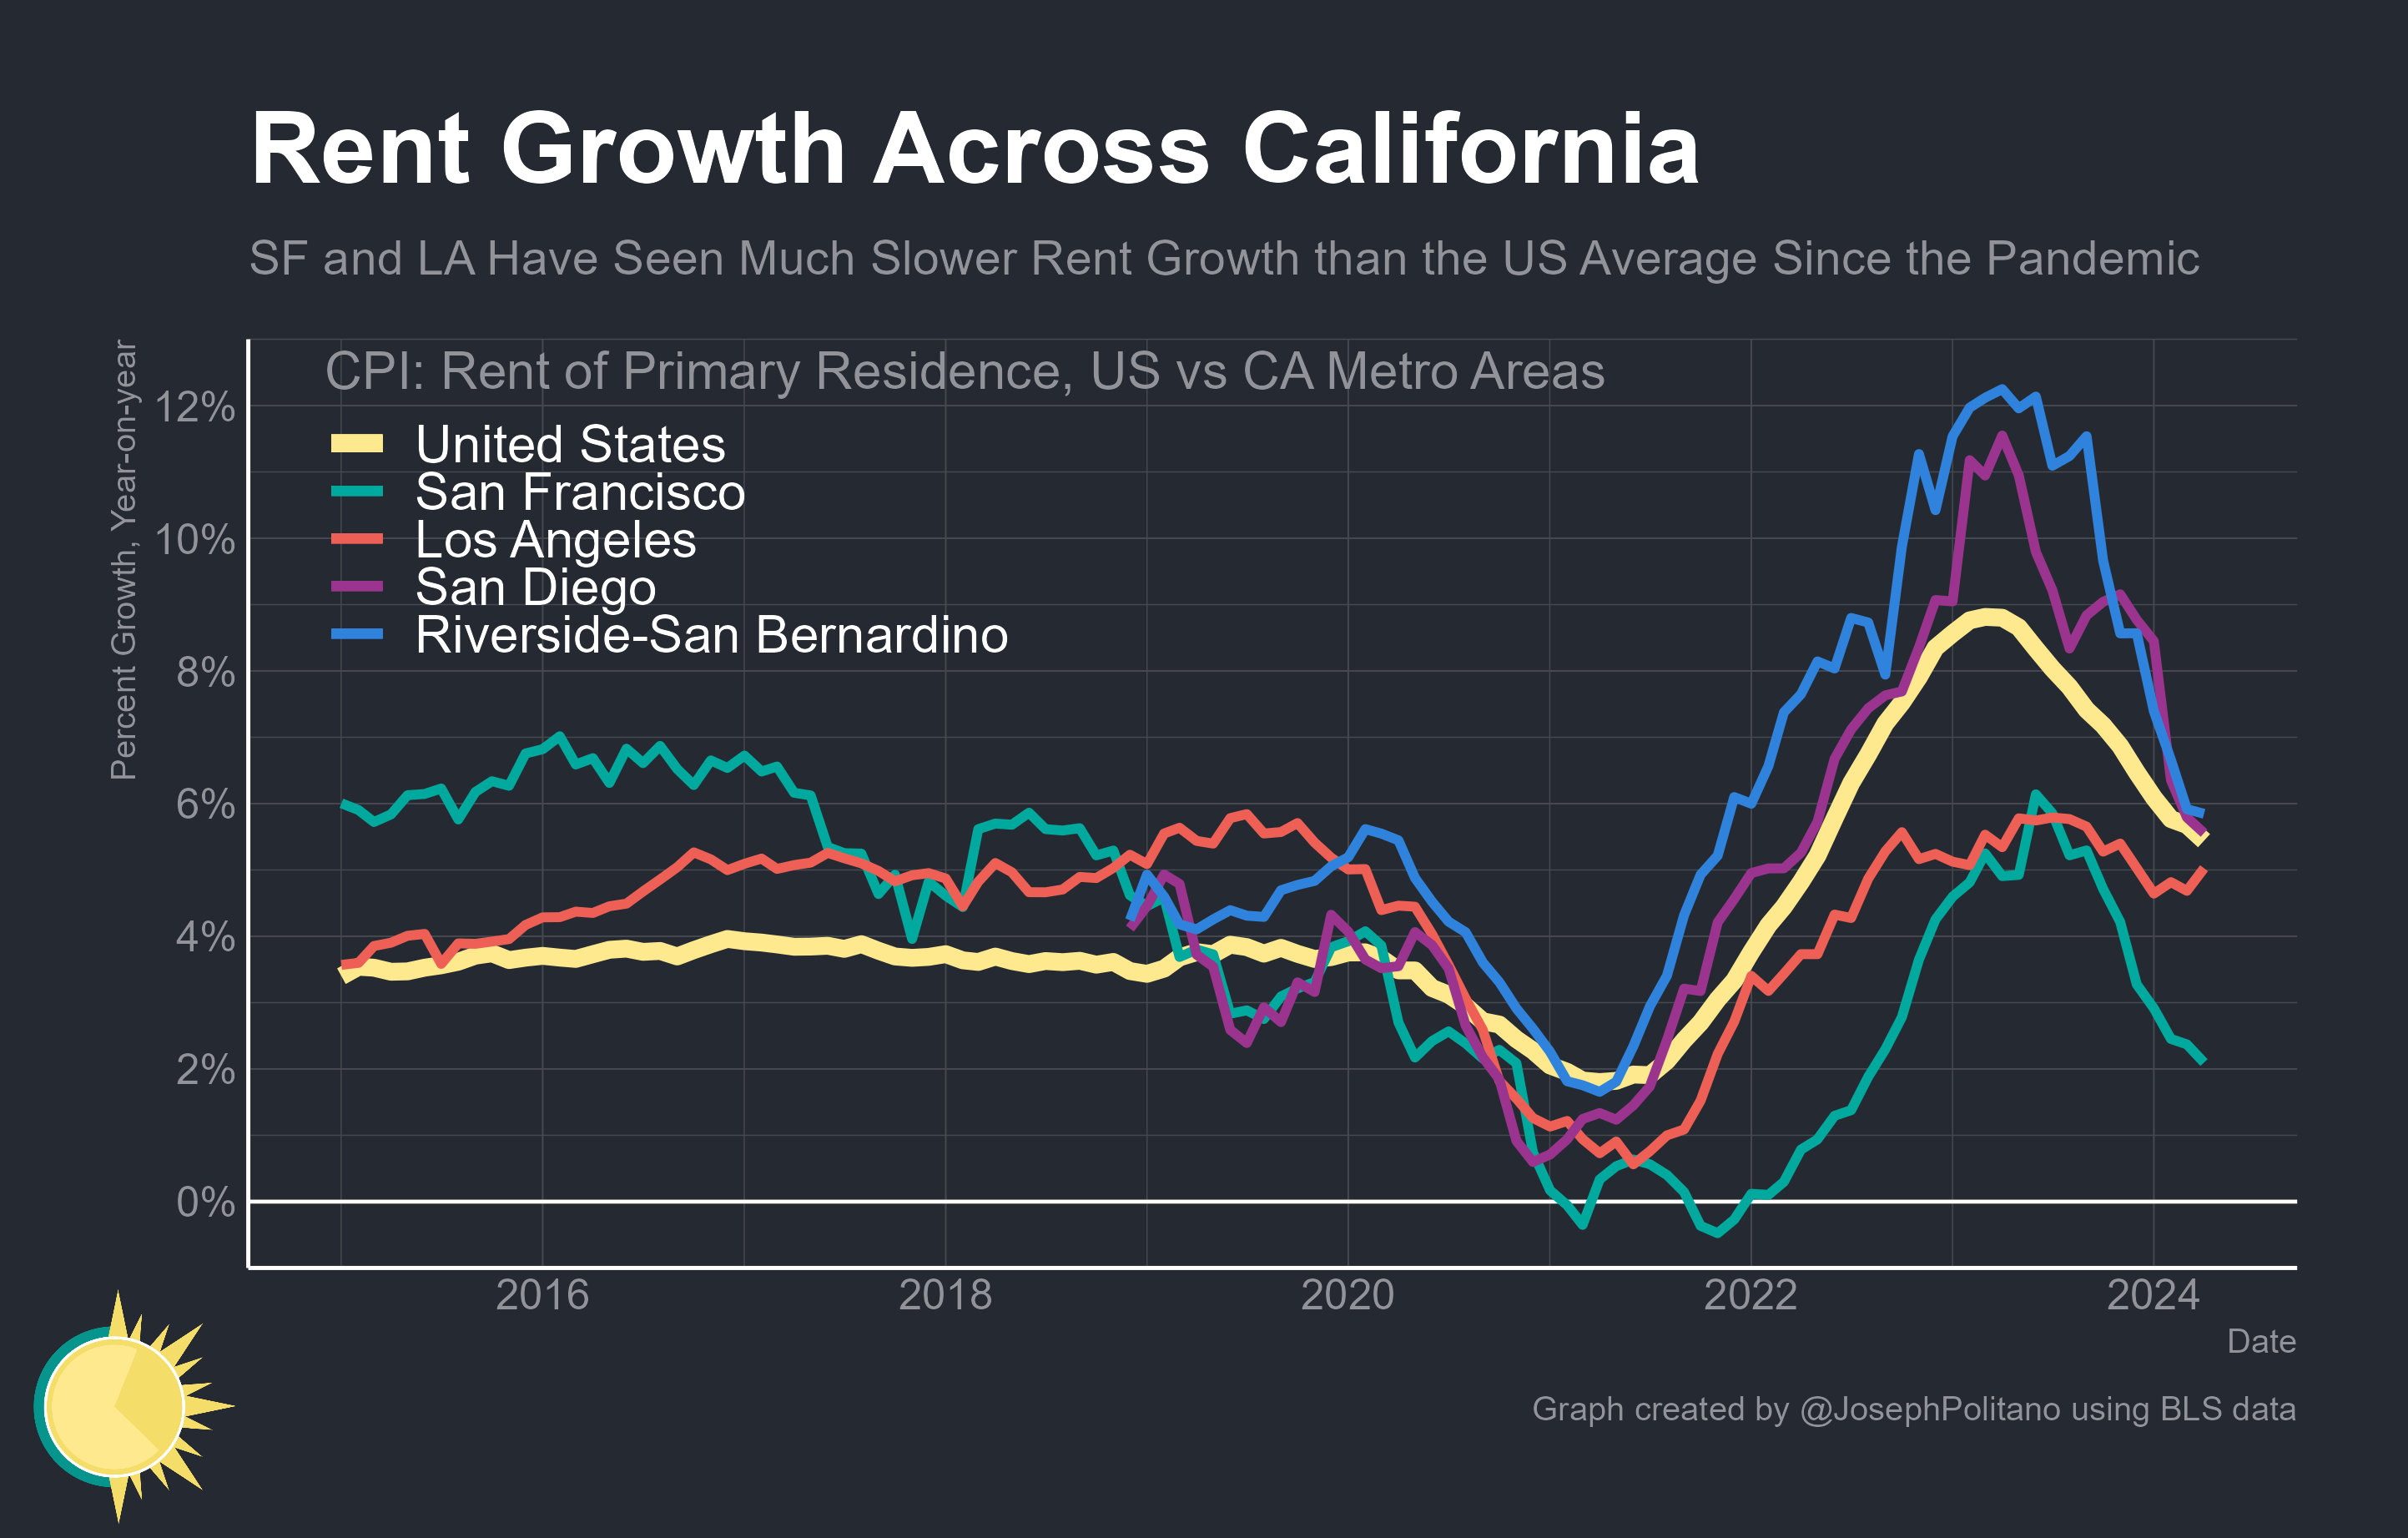 Rent Growth Across California
SF and LA Have Seen Much Slower Rent Growth than the US Average Since the Pandemic
Percent Growth, Year-on-year
CPI: Rent of Primary Residence, US vs CA Metro Areas
United States
San Francisco
Los Angeles
San Diego
Riverside-San Bernardino
12%
10%
8%
6%
4%
2%
0%
2016
2018
2020
2022
2024
Date
Graph created by @JosephPolitano using BLS data